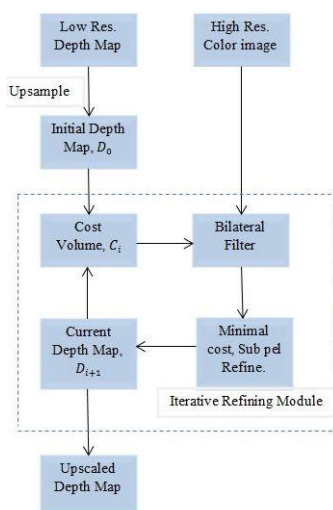 Low Res.
Depth Map
High Res.
Color image
Upsample
Initial Depth
Map, D₀
Cost
Volume, Cᵢ
Bilateral
Filter
Current
Depth Map,
Dᵢ₊₁
Minimal
cost, Sub pel
Refine.
Iterative Refining Module
Upscaled
Depth Map